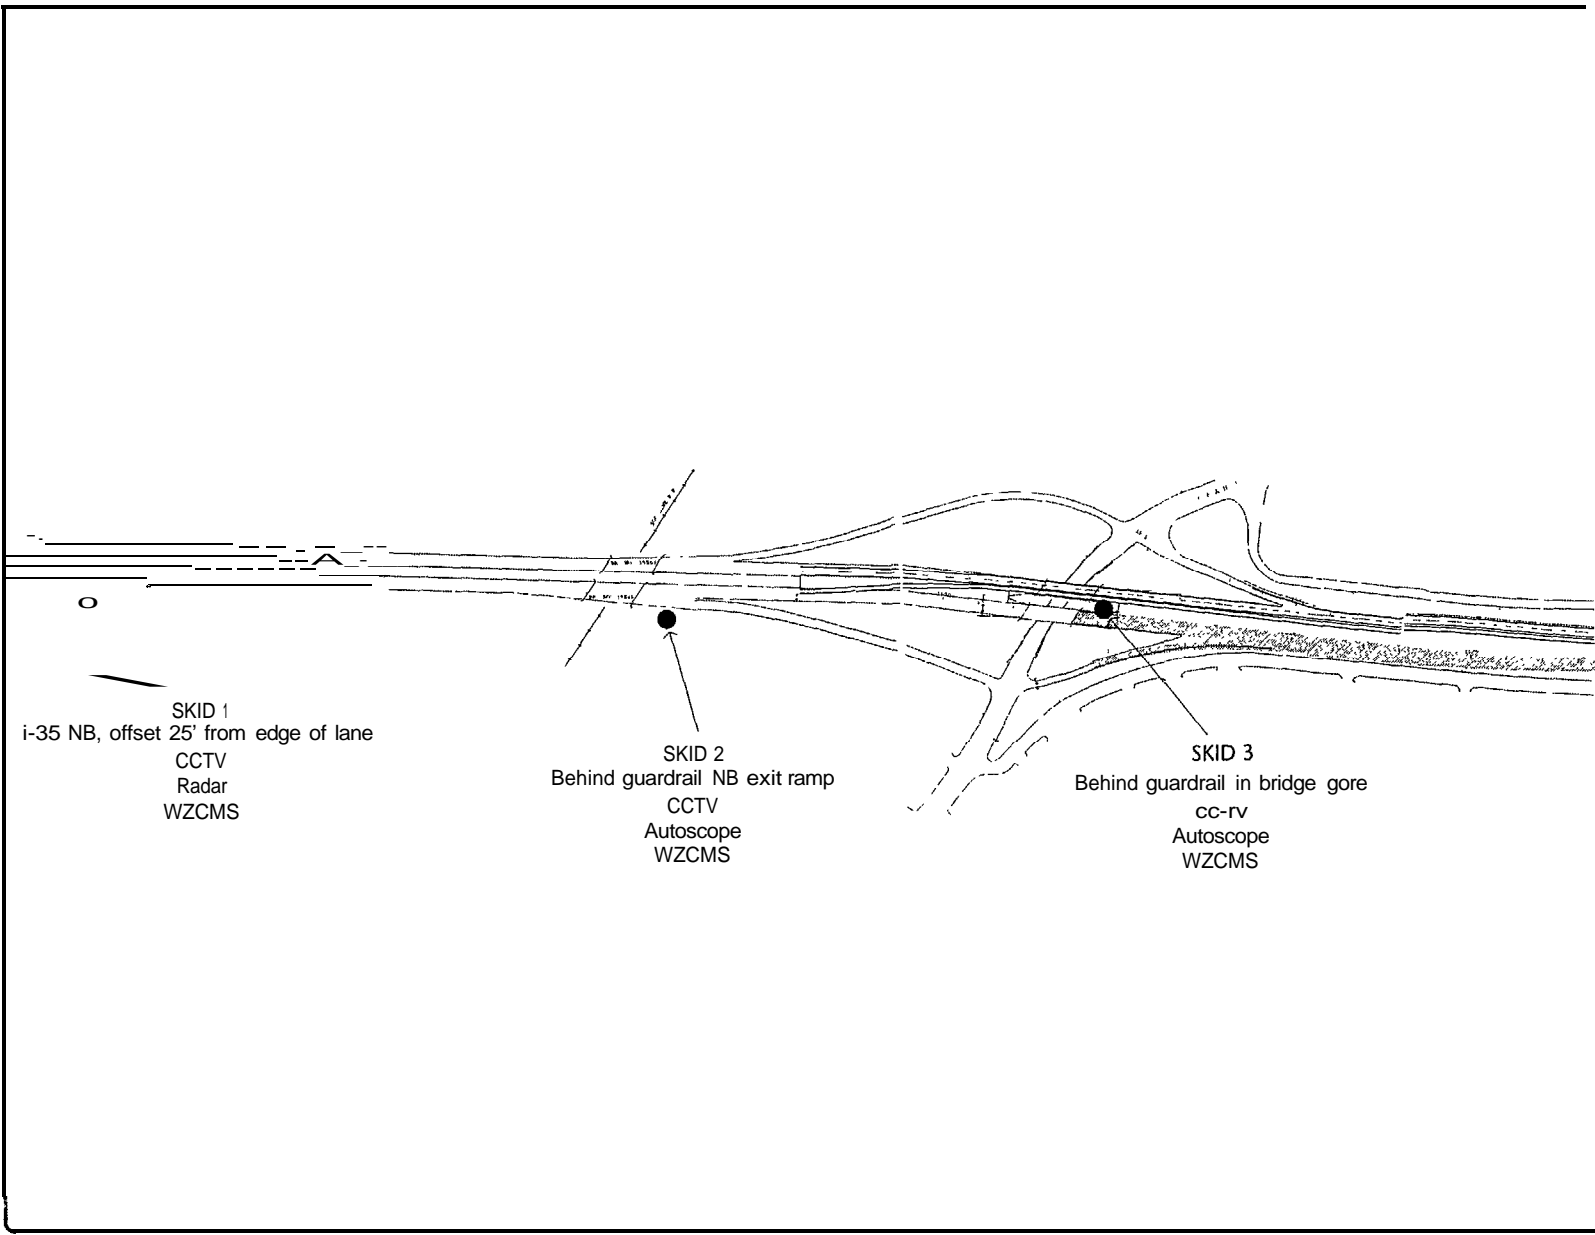 SKID 1
i-35 NB, offset 25' from edge of lane
CCTV
Radar
WZCMS
SKID 2
Behind guardrail NB exit ramp
CCTV
Autoscope
WZCMS
SKID 3
Behind guardrail in bridge gore
cc-rv
Autoscope
WZCMS